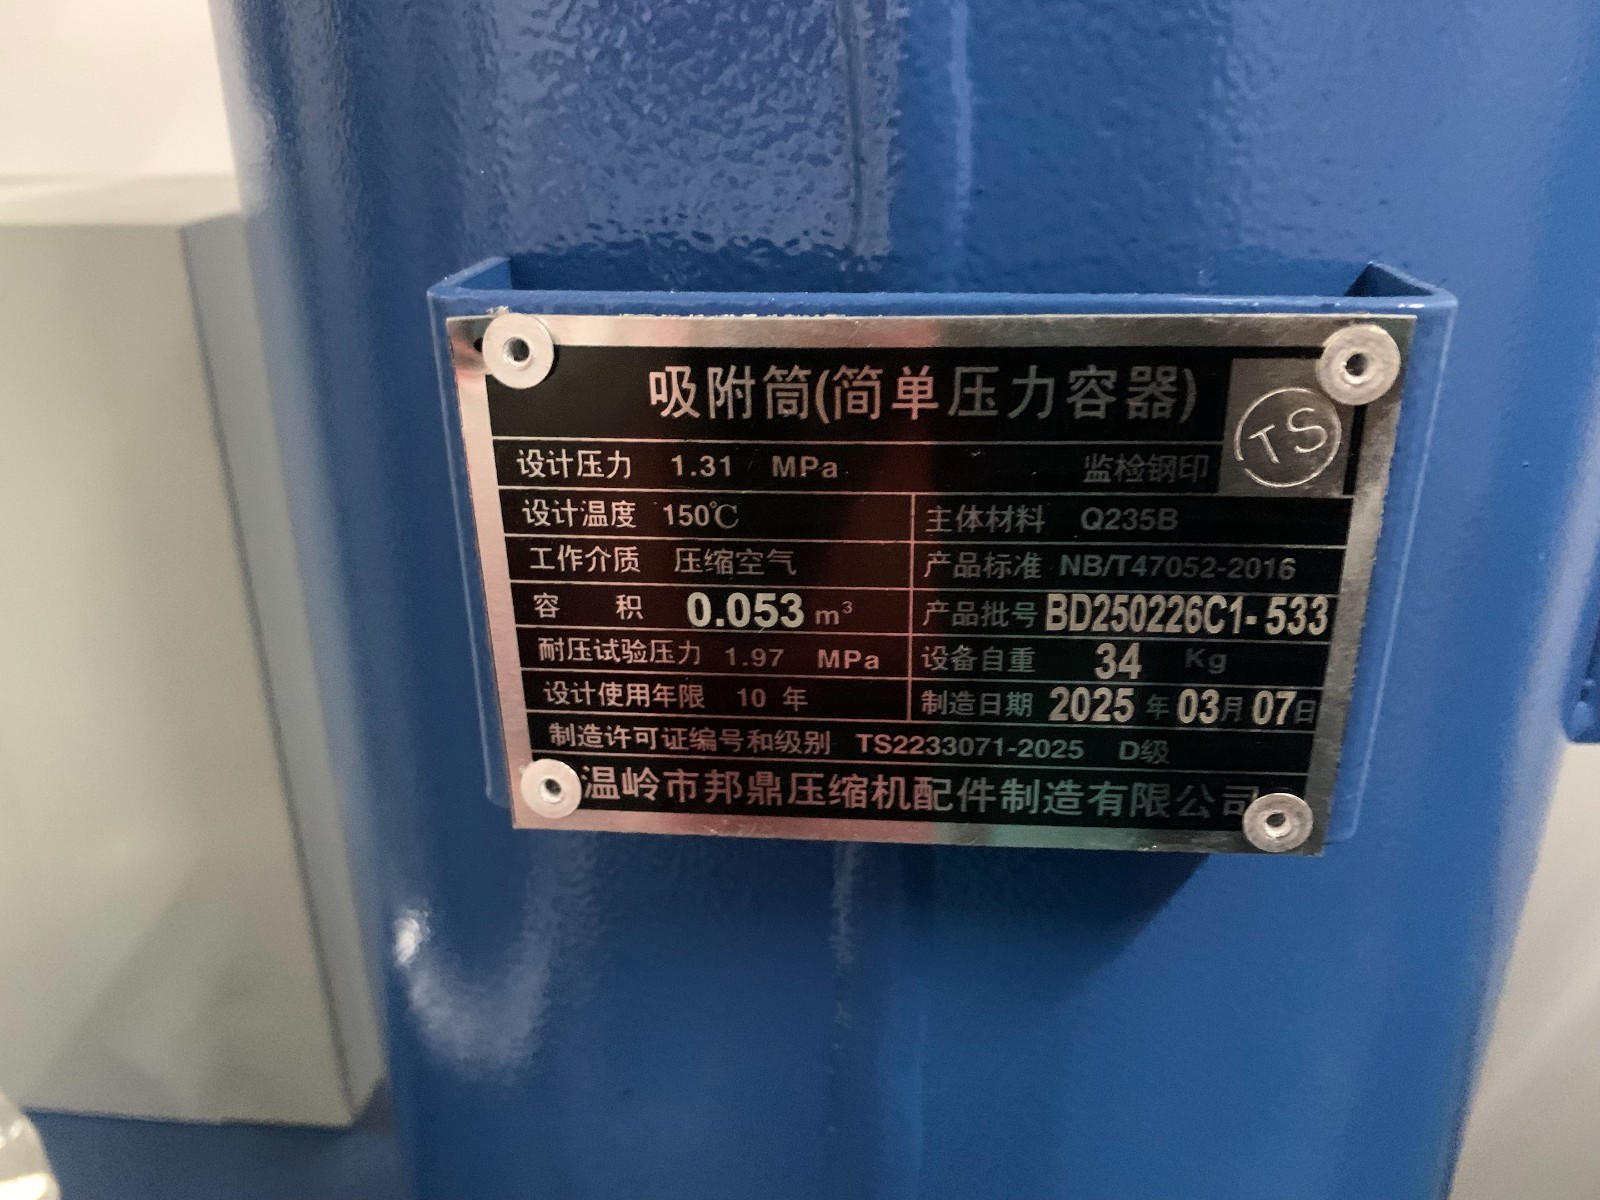 吸附筒(简单压力容器)
TS
设计压力 1.31 MPa 监检钢印
设计温度 150℃ 主体材料 Q235B
工作介质 压缩空气 产品标准 NB/T47052-2016
容 积 0.053 m³ 产品批号 BD250226C1-533
耐压试验压力 1.97 MPa 设备自重 34 Kg
设计使用年限 10 年 制造日期 2025 年 03月 07日
制造许可证编号和级别 TS2233071-2025 D级
温岭市邦鼎压缩机配件制造有限公司